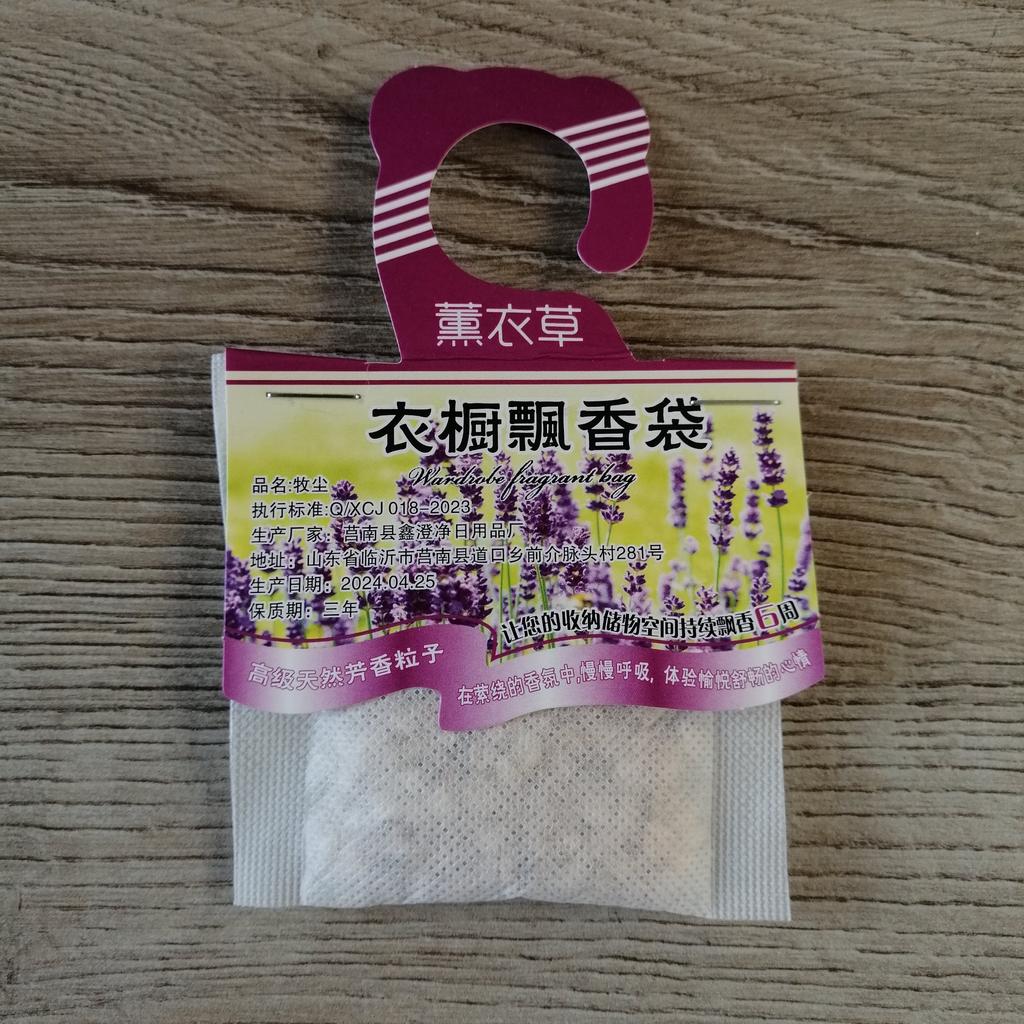 薰衣草
衣橱飘香袋
Wardrobe fragrant bag
品名:牧尘
执行标准:Q/XCJ 018-2023
生产厂家：莒南县鑫澄净日用品厂
地址：山东省临沂市莒南县道口乡前介脉头村281号
生产日期：2024.04.25
保质期：三年
让您的收纳储物空间持续飘香6周
高级天然芳香粒子
在萦绕的香氛中,慢慢呼吸,体验愉悦舒畅的心情